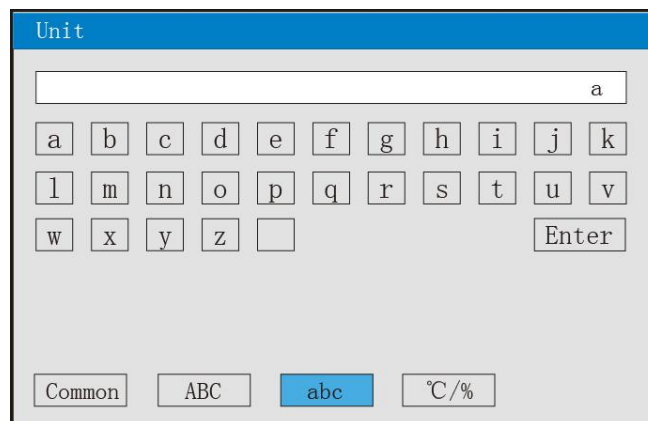 Unit
a
a b c d e f g h i j k
l m n o p q r s t u v
w x y z Enter
Common ABC abc ℃/%